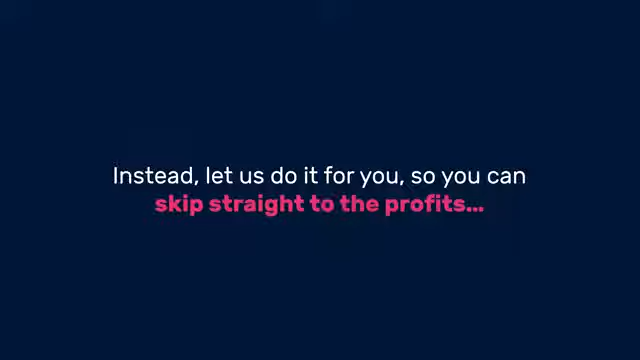 Instead, let us do it for you, so you can
skip straight to the profits...